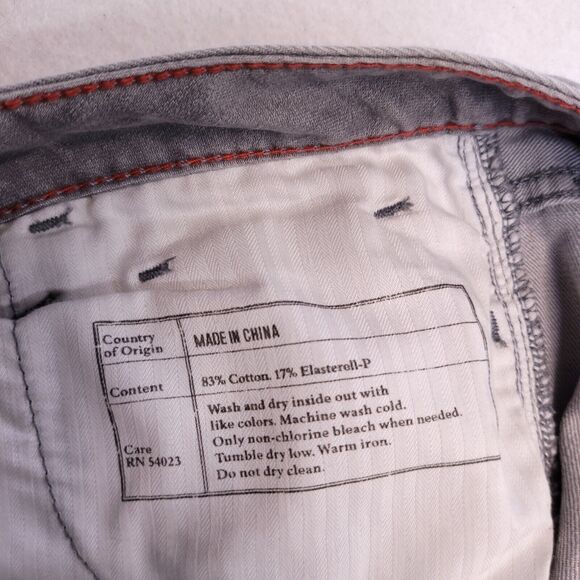 Country
of Origin
MADE IN CHINA
Content
83% Cotton. 17% Elasterell-P
Care
RN 54023
Wash and dry inside out with
like colors. Machine wash cold.
Only non-chlorine bleach when needed.
Tumble dry low. Warm iron.
Do not dry clean.